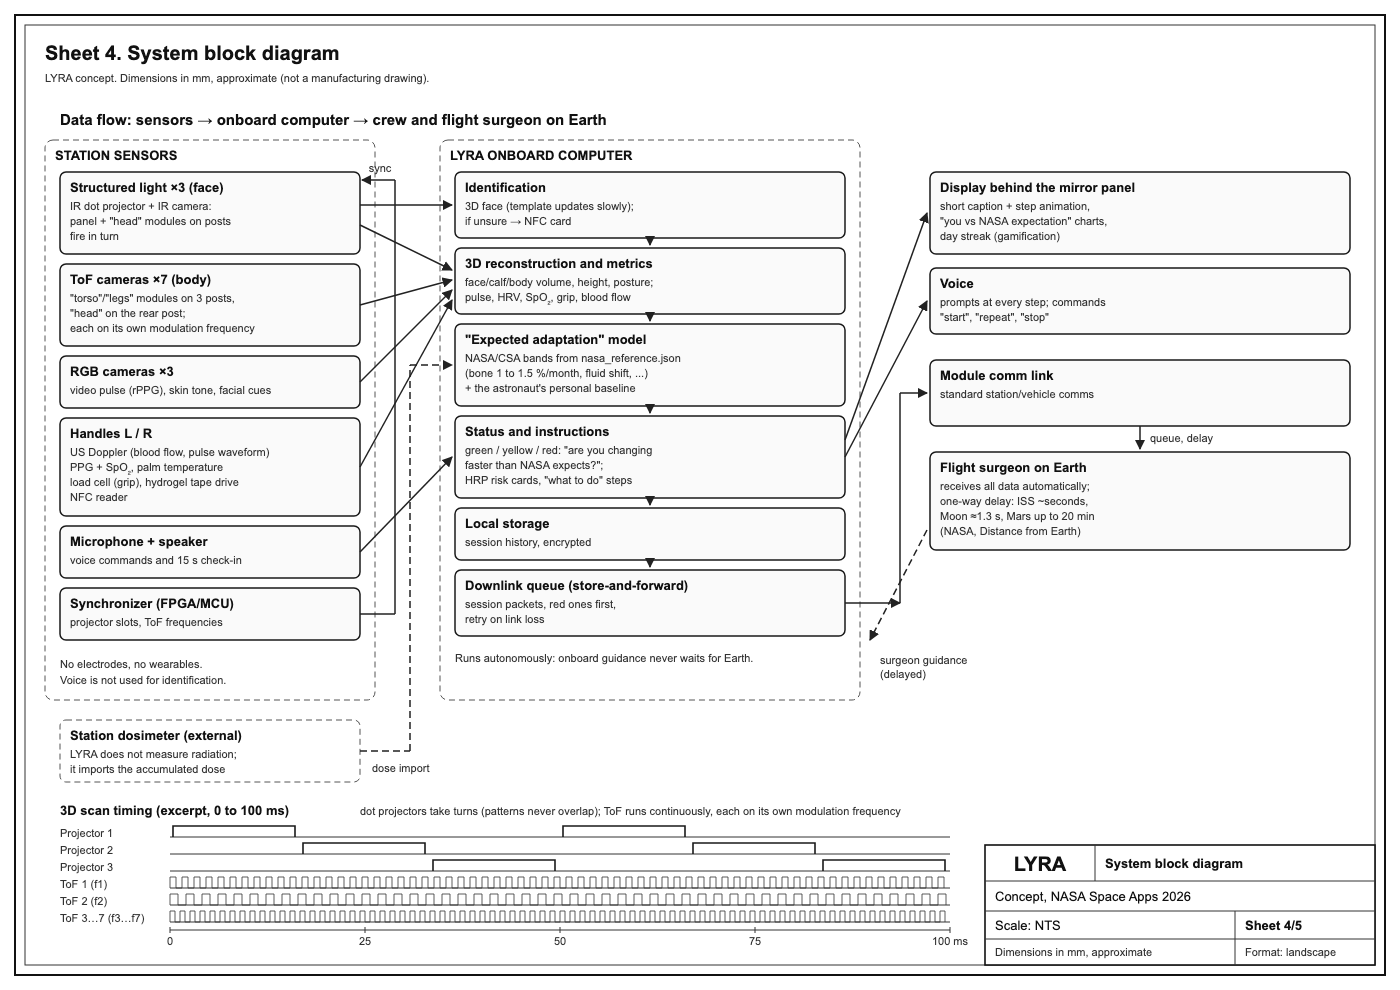 Sheet 4. System block diagram
LYRA concept. Dimensions in mm, approximate (not a manufacturing drawing).
Data flow: sensors → onboard computer → crew and flight surgeon on Earth
STATION SENSORS
sync
Structured light ×3 (face)
IR dot projector + IR camera:
panel + "head" modules on posts
fire in turn
ToF cameras ×7 (body)
"torso"/"legs" modules on 3 posts,
"head" on the rear post;
each on its own modulation frequency
RGB cameras ×3
video pulse (rPPG), skin tone, facial cues
Handles L / R
US Doppler (blood flow, pulse waveform)
PPG + SpO₂, palm temperature
load cell (grip), hydrogel tape drive
NFC reader
Microphone + speaker
voice commands and 15 s check-in
Synchronizer (FPGA/MCU)
projector slots, ToF frequencies
No electrodes, no wearables.
Voice is not used for identification.
Station dosimeter (external)
LYRA does not measure radiation;
it imports the accumulated dose
dose import
LYRA ONBOARD COMPUTER
Identification
3D face (template updates slowly);
if unsure → NFC card
3D reconstruction and metrics
face/calf/body volume, height, posture;
pulse, HRV, SpO₂, grip, blood flow
"Expected adaptation" model
NASA/CSA bands from nasa_reference.json
(bone 1 to 1.5 %/month, fluid shift, ...)
+ the astronaut's personal baseline
Status and instructions
green / yellow / red: "are you changing
faster than NASA expects?";
HRP risk cards, "what to do" steps
Local storage
session history, encrypted
Downlink queue (store-and-forward)
session packets, red ones first,
retry on link loss
Runs autonomously: onboard guidance never waits for Earth.
Display behind the mirror panel
short caption + step animation,
"you vs NASA expectation" charts,
day streak (gamification)
Voice
prompts at every step; commands
"start", "repeat", "stop"
Module comm link
standard station/vehicle comms
queue, delay
Flight surgeon on Earth
receives all data automatically;
one-way delay: ISS ~seconds,
Moon ≈1.3 s, Mars up to 20 min
(NASA, Distance from Earth)
surgeon guidance
(delayed)
3D scan timing (excerpt, 0 to 100 ms)
dot projectors take turns (patterns never overlap); ToF runs continuously, each on its own modulation frequency
Projector 1
Projector 2
Projector 3
ToF 1 (f1)
ToF 2 (f2)
ToF 3…7 (f3…f7)
0 25 50 75 100 ms
LYRA System block diagram
Concept, NASA Space Apps 2026
Scale: NTS Sheet 4/5
Dimensions in mm, approximate Format: landscape